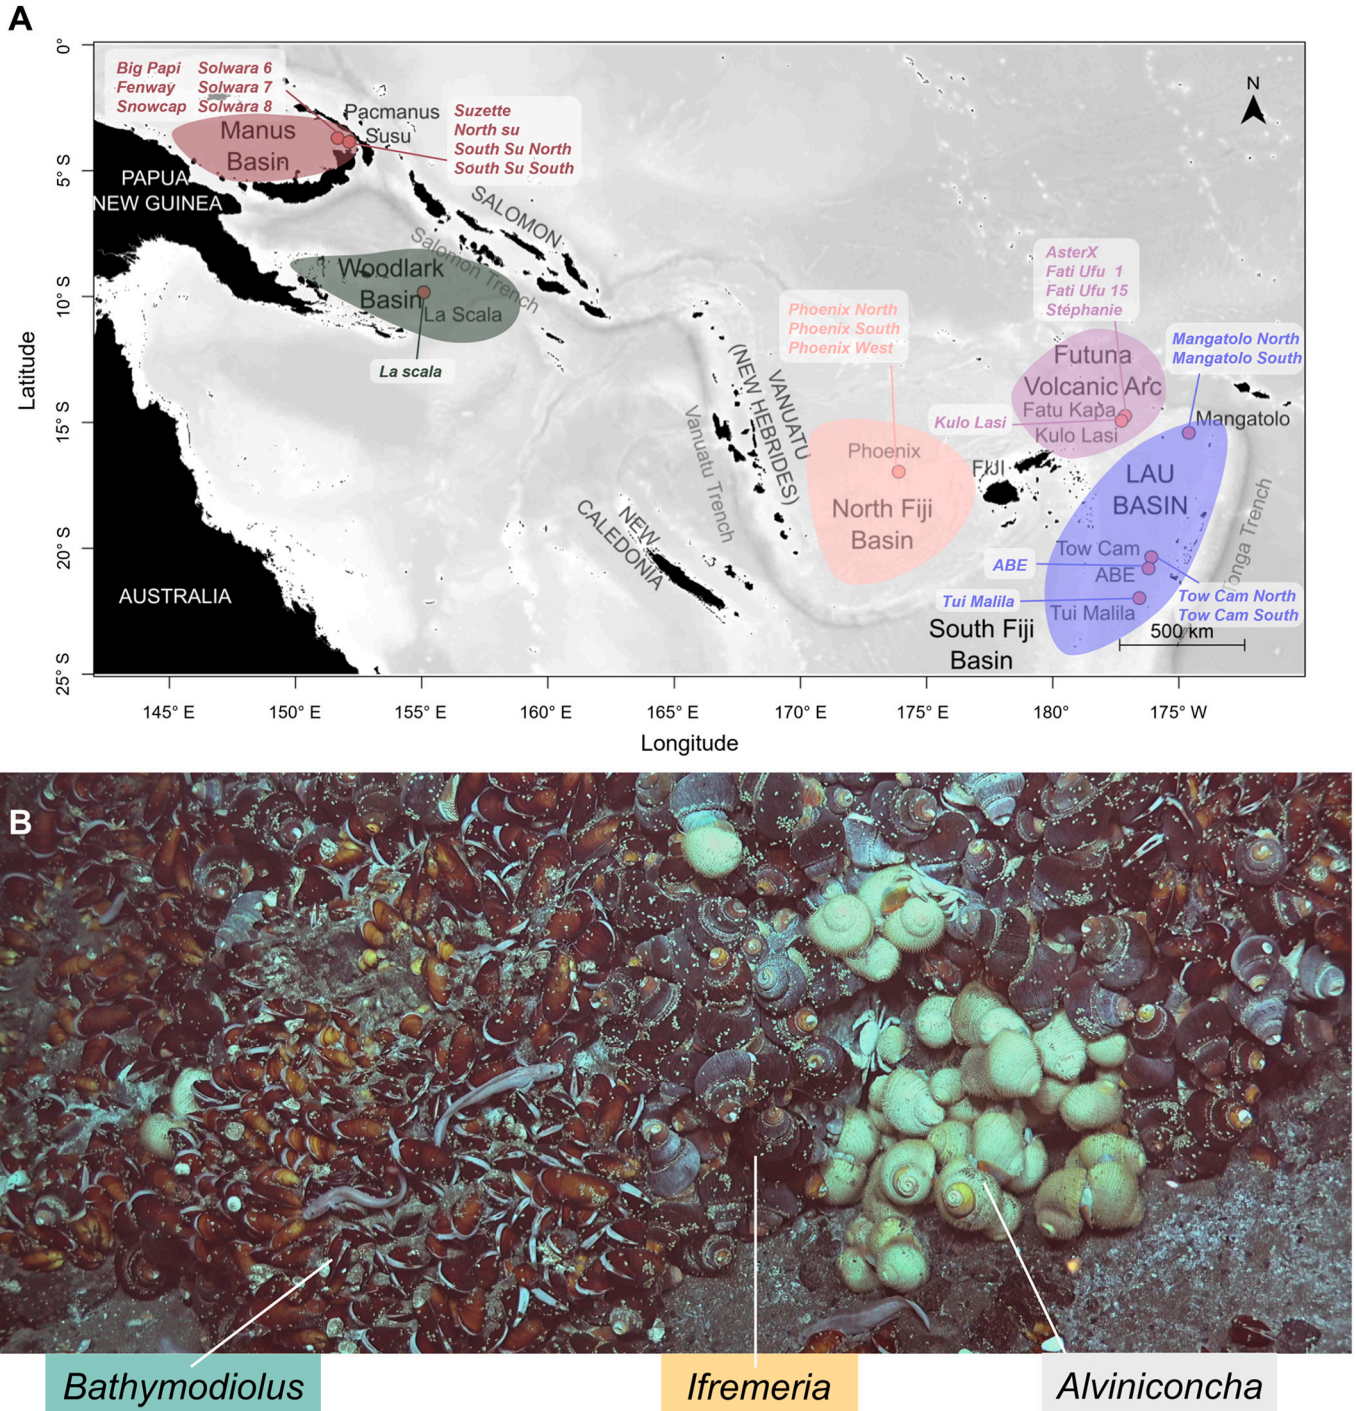 A
0°
5° S
10° S
15° S
20° S
25° S
Latitude
Big Papi
Fenway
Snowcap
Solwara 6
Solwara 7
Solwara 8
Manus
Basin
Pacmanus
Susu
Suzette
North su
South Su North
South Su South
N
PAPUA
NEW GUINEA
SALOMON
Salomon Trench
Woodlark
Basin
La Scala
La scala
AsterX
Fati Ufu 1
Fati Ufu 15
Stéphanie
Phoenix North
Phoenix South
Phoenix West
Mangatolo North
Mangatolo South
Futuna
Volcanic Arc
Fatu Kapa
Kulo Lasi
Kulo Lasi
Mangatolo
VANUATU
(NEW HEBRIDES)
Vanuatu Trench
Phoenix
North Fiji
Basin
FIJI
LAU
BASIN
Tonga Trench
NEW
CALEDONIA
Tow Cam
ABE
ABE
Tui Malila
Tui Malila
Tow Cam North
Tow Cam South
AUSTRALIA
South Fiji
Basin
500 km
145° E
150° E
155° E
160° E
165° E
170° E
175° E
180°
175° W
Longitude
B
Bathymodiolus
Ifremeria
Alviniconcha